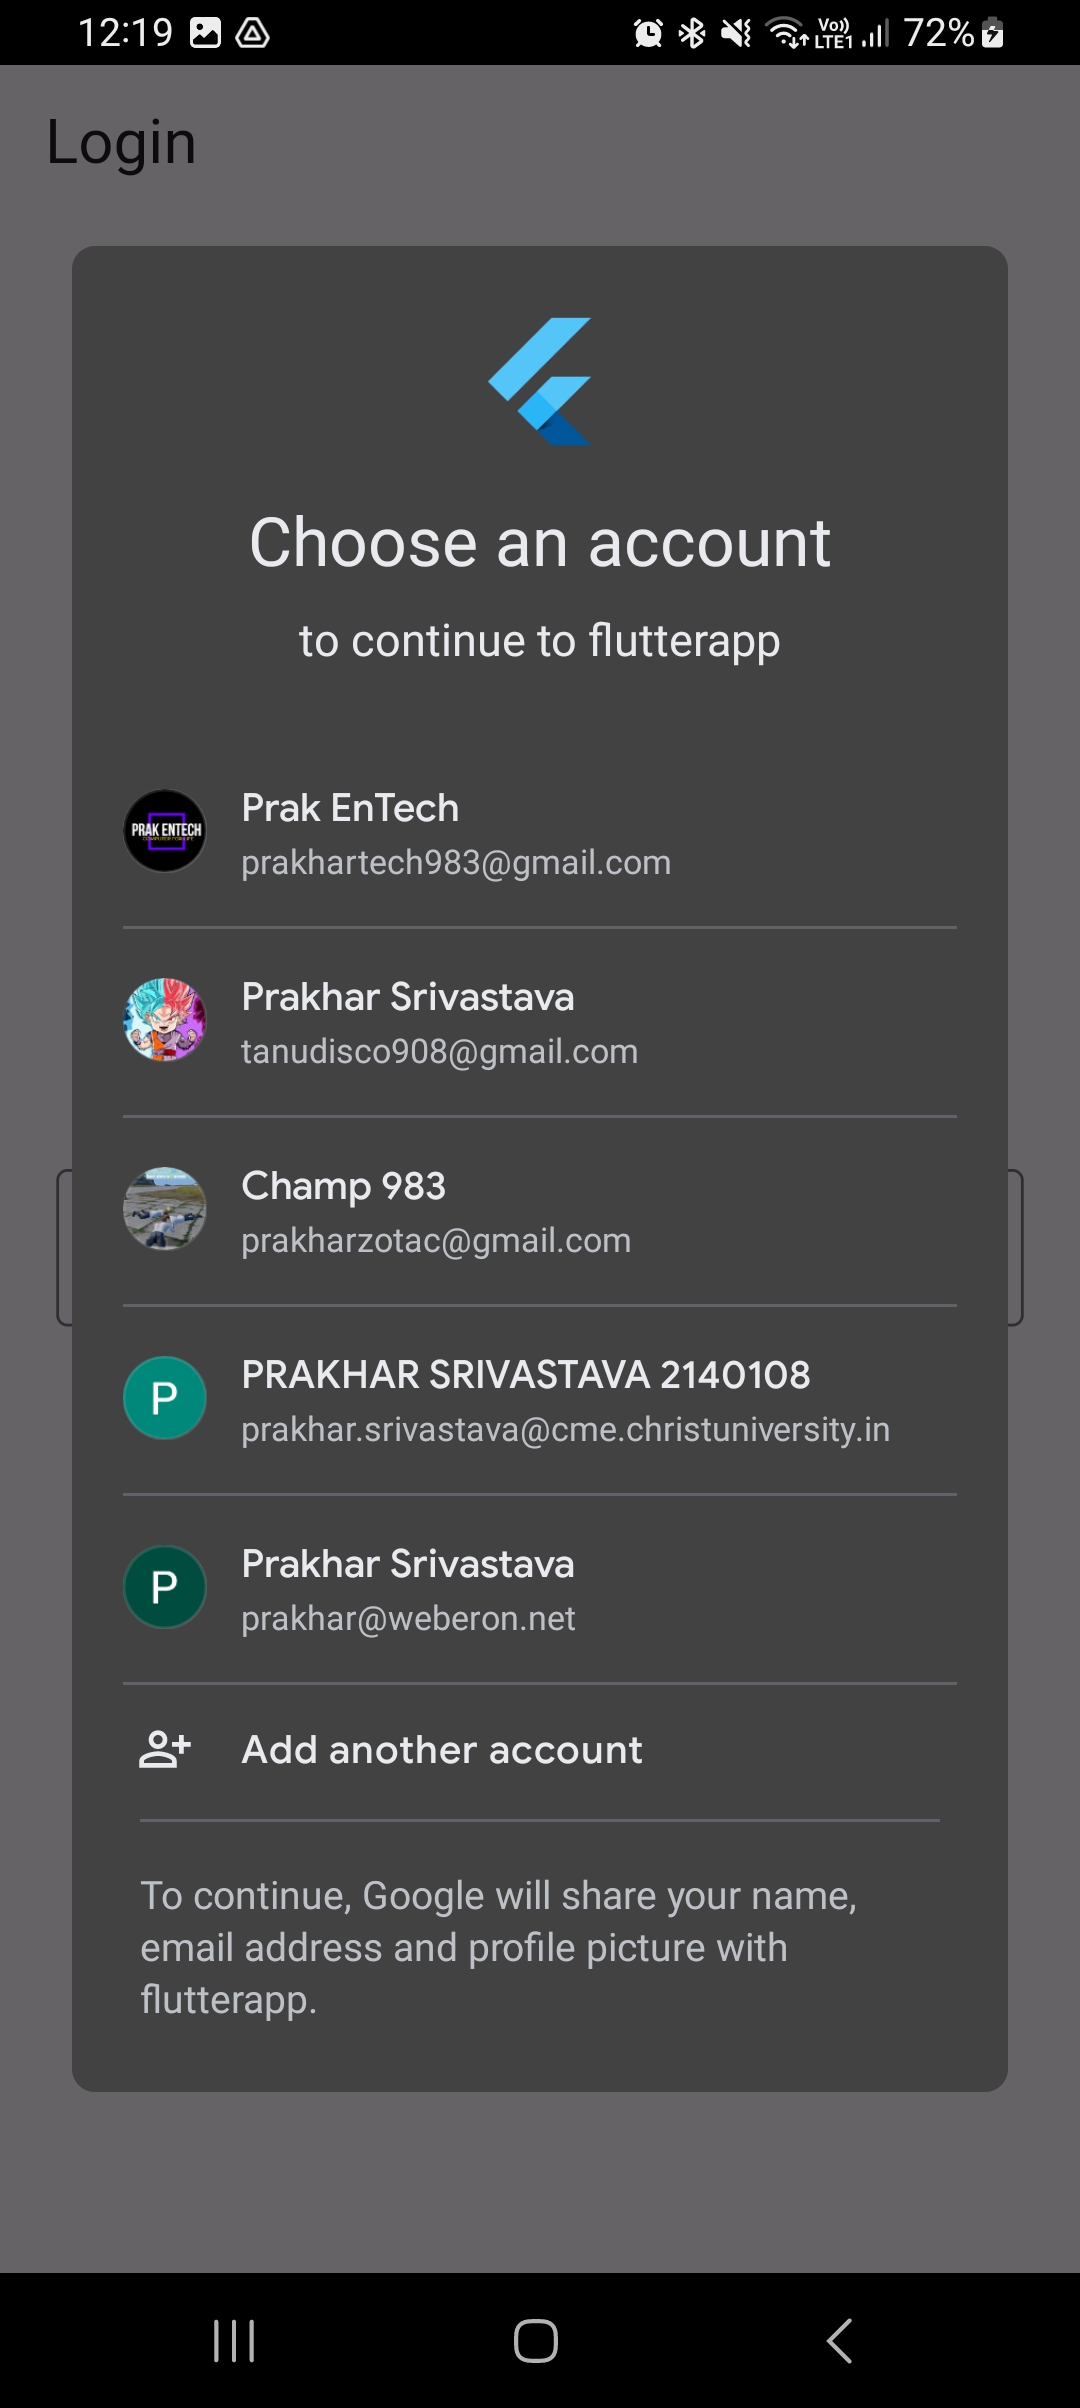 12:19
Vo))
LTE1
72%
Login
Choose an account
to continue to flutterapp
PRAK ENTECH
Prak EnTech
prakhartech983@gmail.com
Prakhar Srivastava
tanudisco908@gmail.com
Champ 983
prakharzotac@gmail.com
P
PRAKHAR SRIVASTAVA 2140108
prakhar.srivastava@cme.christuniversity.in
P
Prakhar Srivastava
prakhar@weberon.net
Add another account
To continue, Google will share your name,
email address and profile picture with
flutterapp.